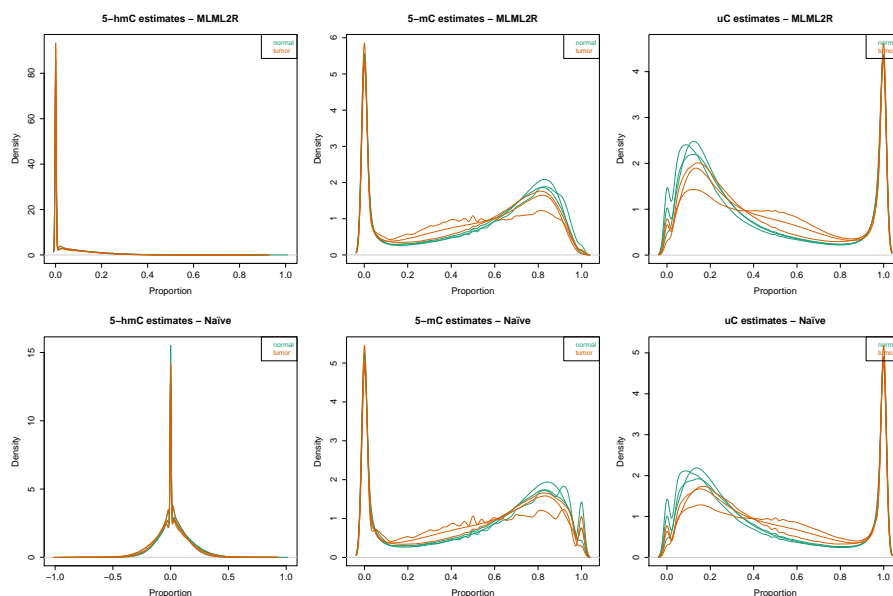 5−hmC estimates − MLML2R
normal
tumor
Density
0
20
40
60
80
0.0 0.2 0.4 0.6 0.8 1.0
Proportion
5−mC estimates − MLML2R
normal
tumor
Density
0
1
2
3
4
5
6
0.0 0.2 0.4 0.6 0.8 1.0
Proportion
uC estimates − MLML2R
normal
tumor
Density
0
1
2
3
4
0.0 0.2 0.4 0.6 0.8 1.0
Proportion
5−hmC estimates − Naïve
normal
tumor
Density
0
5
10
15
−1.0 −0.5 0.0 0.5 1.0
Proportion
5−mC estimates − Naïve
normal
tumor
Density
0
1
2
3
4
5
0.0 0.2 0.4 0.6 0.8 1.0
Proportion
uC estimates − Naïve
normal
tumor
Density
0
1
2
3
4
5
0.0 0.2 0.4 0.6 0.8 1.0
Proportion